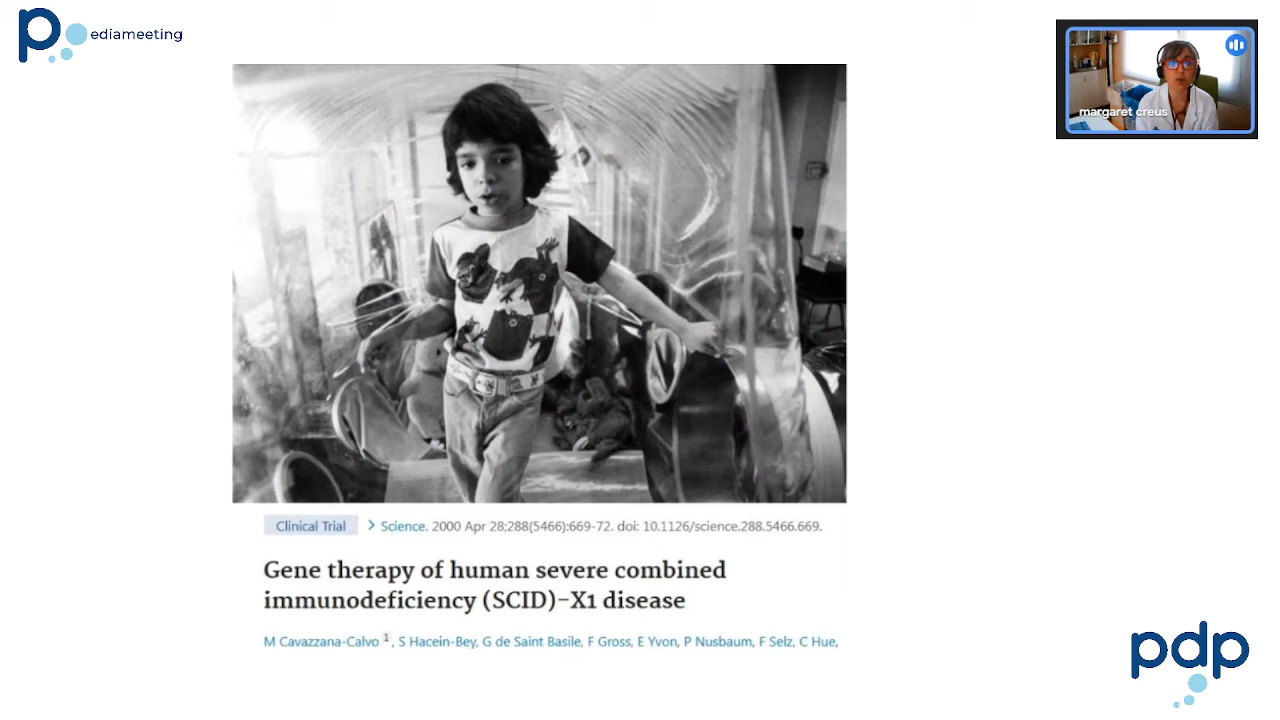 pediameeting
margaret creus
Clinical Trial > Science. 2000 Apr 28;288(5466):669-72. doi: 10.1126/science.288.5466.669.
Gene therapy of human severe combined
immunodeficiency (SCID)-X1 disease
M Cavazzana-Calvo 1, S Hacein-Bey, G de Saint Basile, F Gross, E Yvon, P Nusbaum, F Selz, C Hue,
pdp